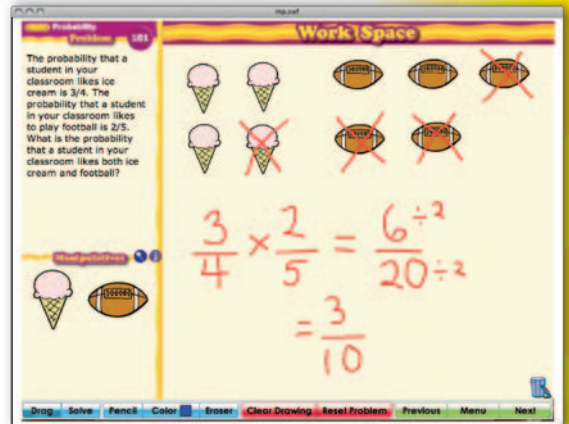 mp.swf
Probability
Problem 101
The probability that a
student in your
classroom likes ice
cream is 3/4. The
probability that a student
in your classroom likes
to play football is 2/5.
What is the probability
that a student in your
classroom likes both ice
cream and football?
Manipulatives
Work Space
3/4 × 2/5 = 6÷2/20÷2
= 3/10
Drag Solve Pencil Color Eraser Clear Drawing Reset Problem Previous Menu Next